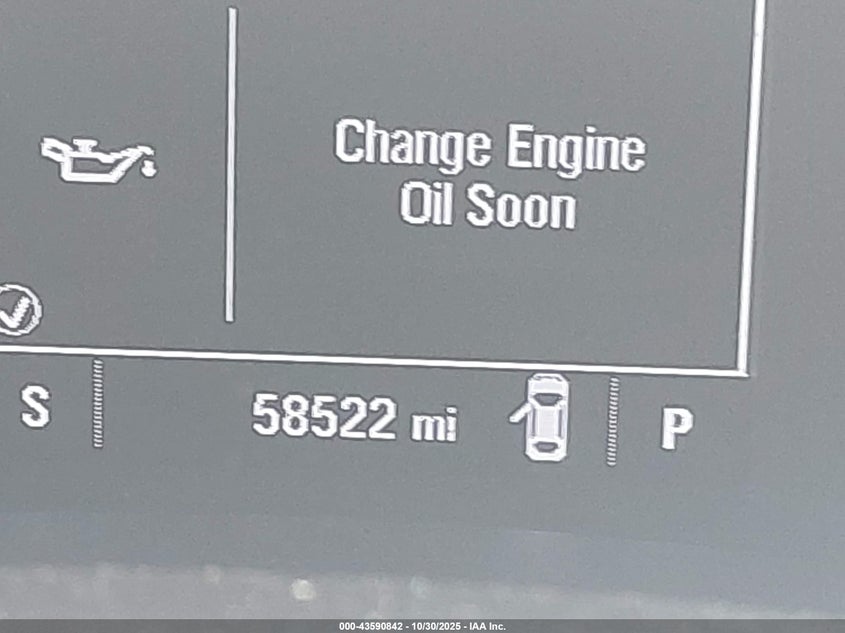 Change Engine
Oil Soon
S 58522 mi P
000-43590842 - 10/30/2025 - IAA Inc.